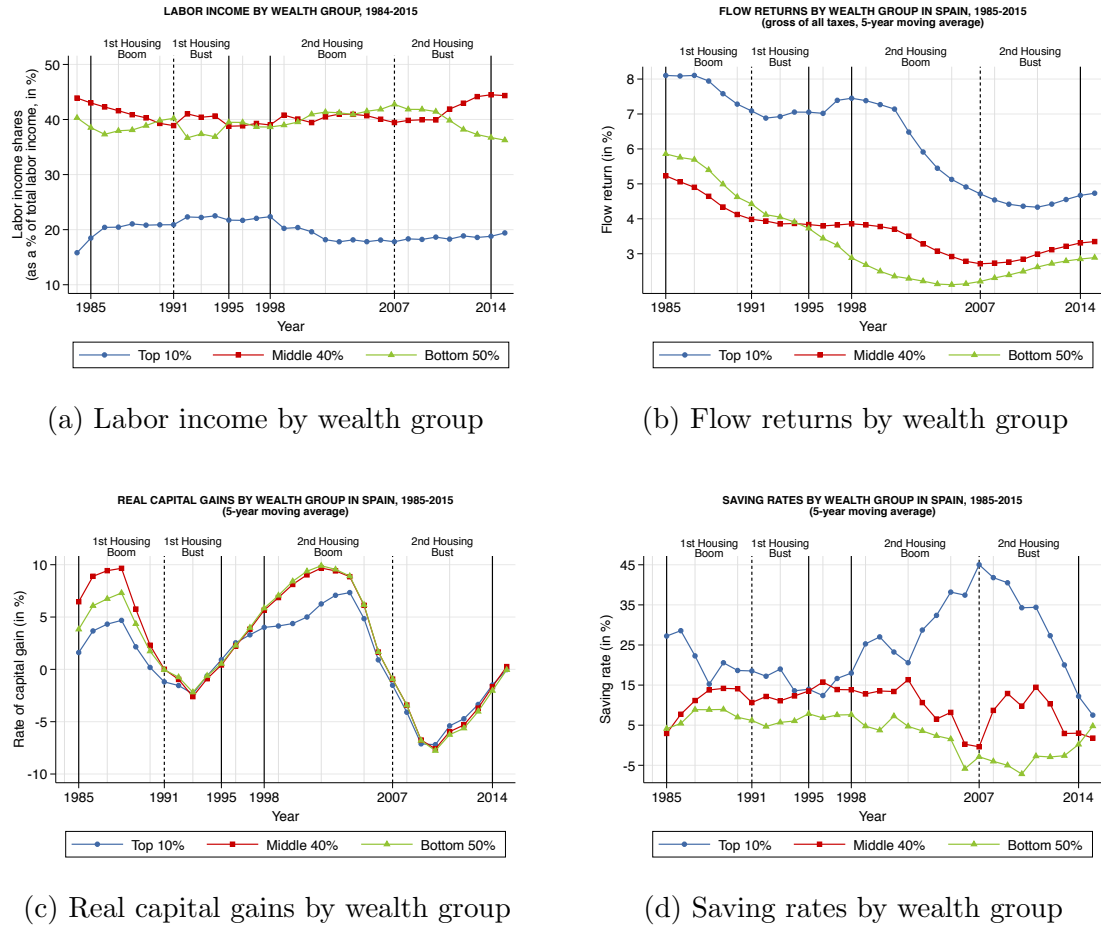 LABOR INCOME BY WEALTH GROUP, 1984-2015
1st Housing Boom
1st Housing Bust
2nd Housing Boom
2nd Housing Bust
Labor income shares
(as a % of total labor income, in %)
50
40
30
20
10
1985 1991 1995 1998 2007 2014
Year
Top 10% Middle 40% Bottom 50%
(a) Labor income by wealth group
FLOW RETURNS BY WEALTH GROUP IN SPAIN, 1985-2015
(gross of all taxes, 5-year moving average)
1st Housing Boom
1st Housing Bust
2nd Housing Boom
2nd Housing Bust
Flow return (in %)
8
7
6
5
4
3
1985 1991 1995 1998 2007 2014
Year
Top 10% Middle 40% Bottom 50%
(b) Flow returns by wealth group
REAL CAPITAL GAINS BY WEALTH GROUP IN SPAIN, 1985-2015
(5-year moving average)
1st Housing Boom
1st Housing Bust
2nd Housing Boom
2nd Housing Bust
Rate of capital gain (in %)
10
5
0
-5
-10
1985 1991 1995 1998 2007 2014
Year
Top 10% Middle 40% Bottom 50%
(c) Real capital gains by wealth group
SAVING RATES BY WEALTH GROUP IN SPAIN, 1985-2015
(5-year moving average)
1st Housing Boom
1st Housing Bust
2nd Housing Boom
2nd Housing Bust
Saving rate (in %)
45
35
25
15
5
-5
1985 1991 1995 1998 2007 2014
Year
Top 10% Middle 40% Bottom 50%
(d) Saving rates by wealth group